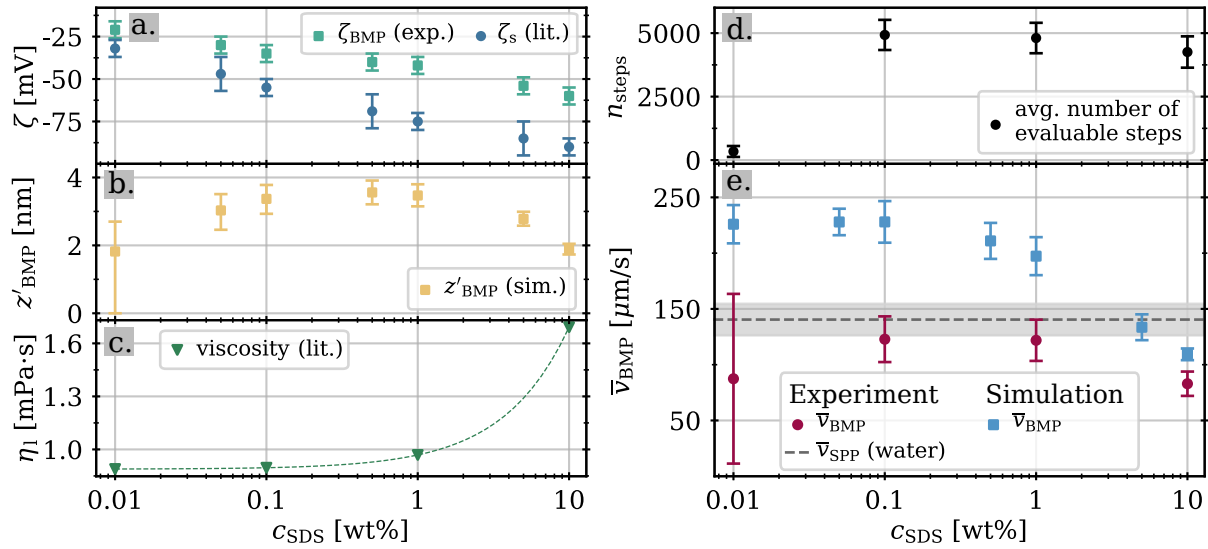 a.
ζBMP (exp.) ζs (lit.)
-25
-50
-75
ζ [mV]
b.
4
2
0
z′BMP [nm]
z′BMP (sim.)
c.
viscosity (lit.)
1.6
1.3
1.0
ηl [mPa·s]
0.01 0.1 1 10
cSDS [wt%]
d.
5000
2500
0
nsteps
avg. number of
evaluable steps
e.
250
150
50
v̅BMP [μm/s]
Experiment Simulation
v̅BMP v̅BMP
v̅SPP (water)
0.01 0.1 1 10
cSDS [wt%]